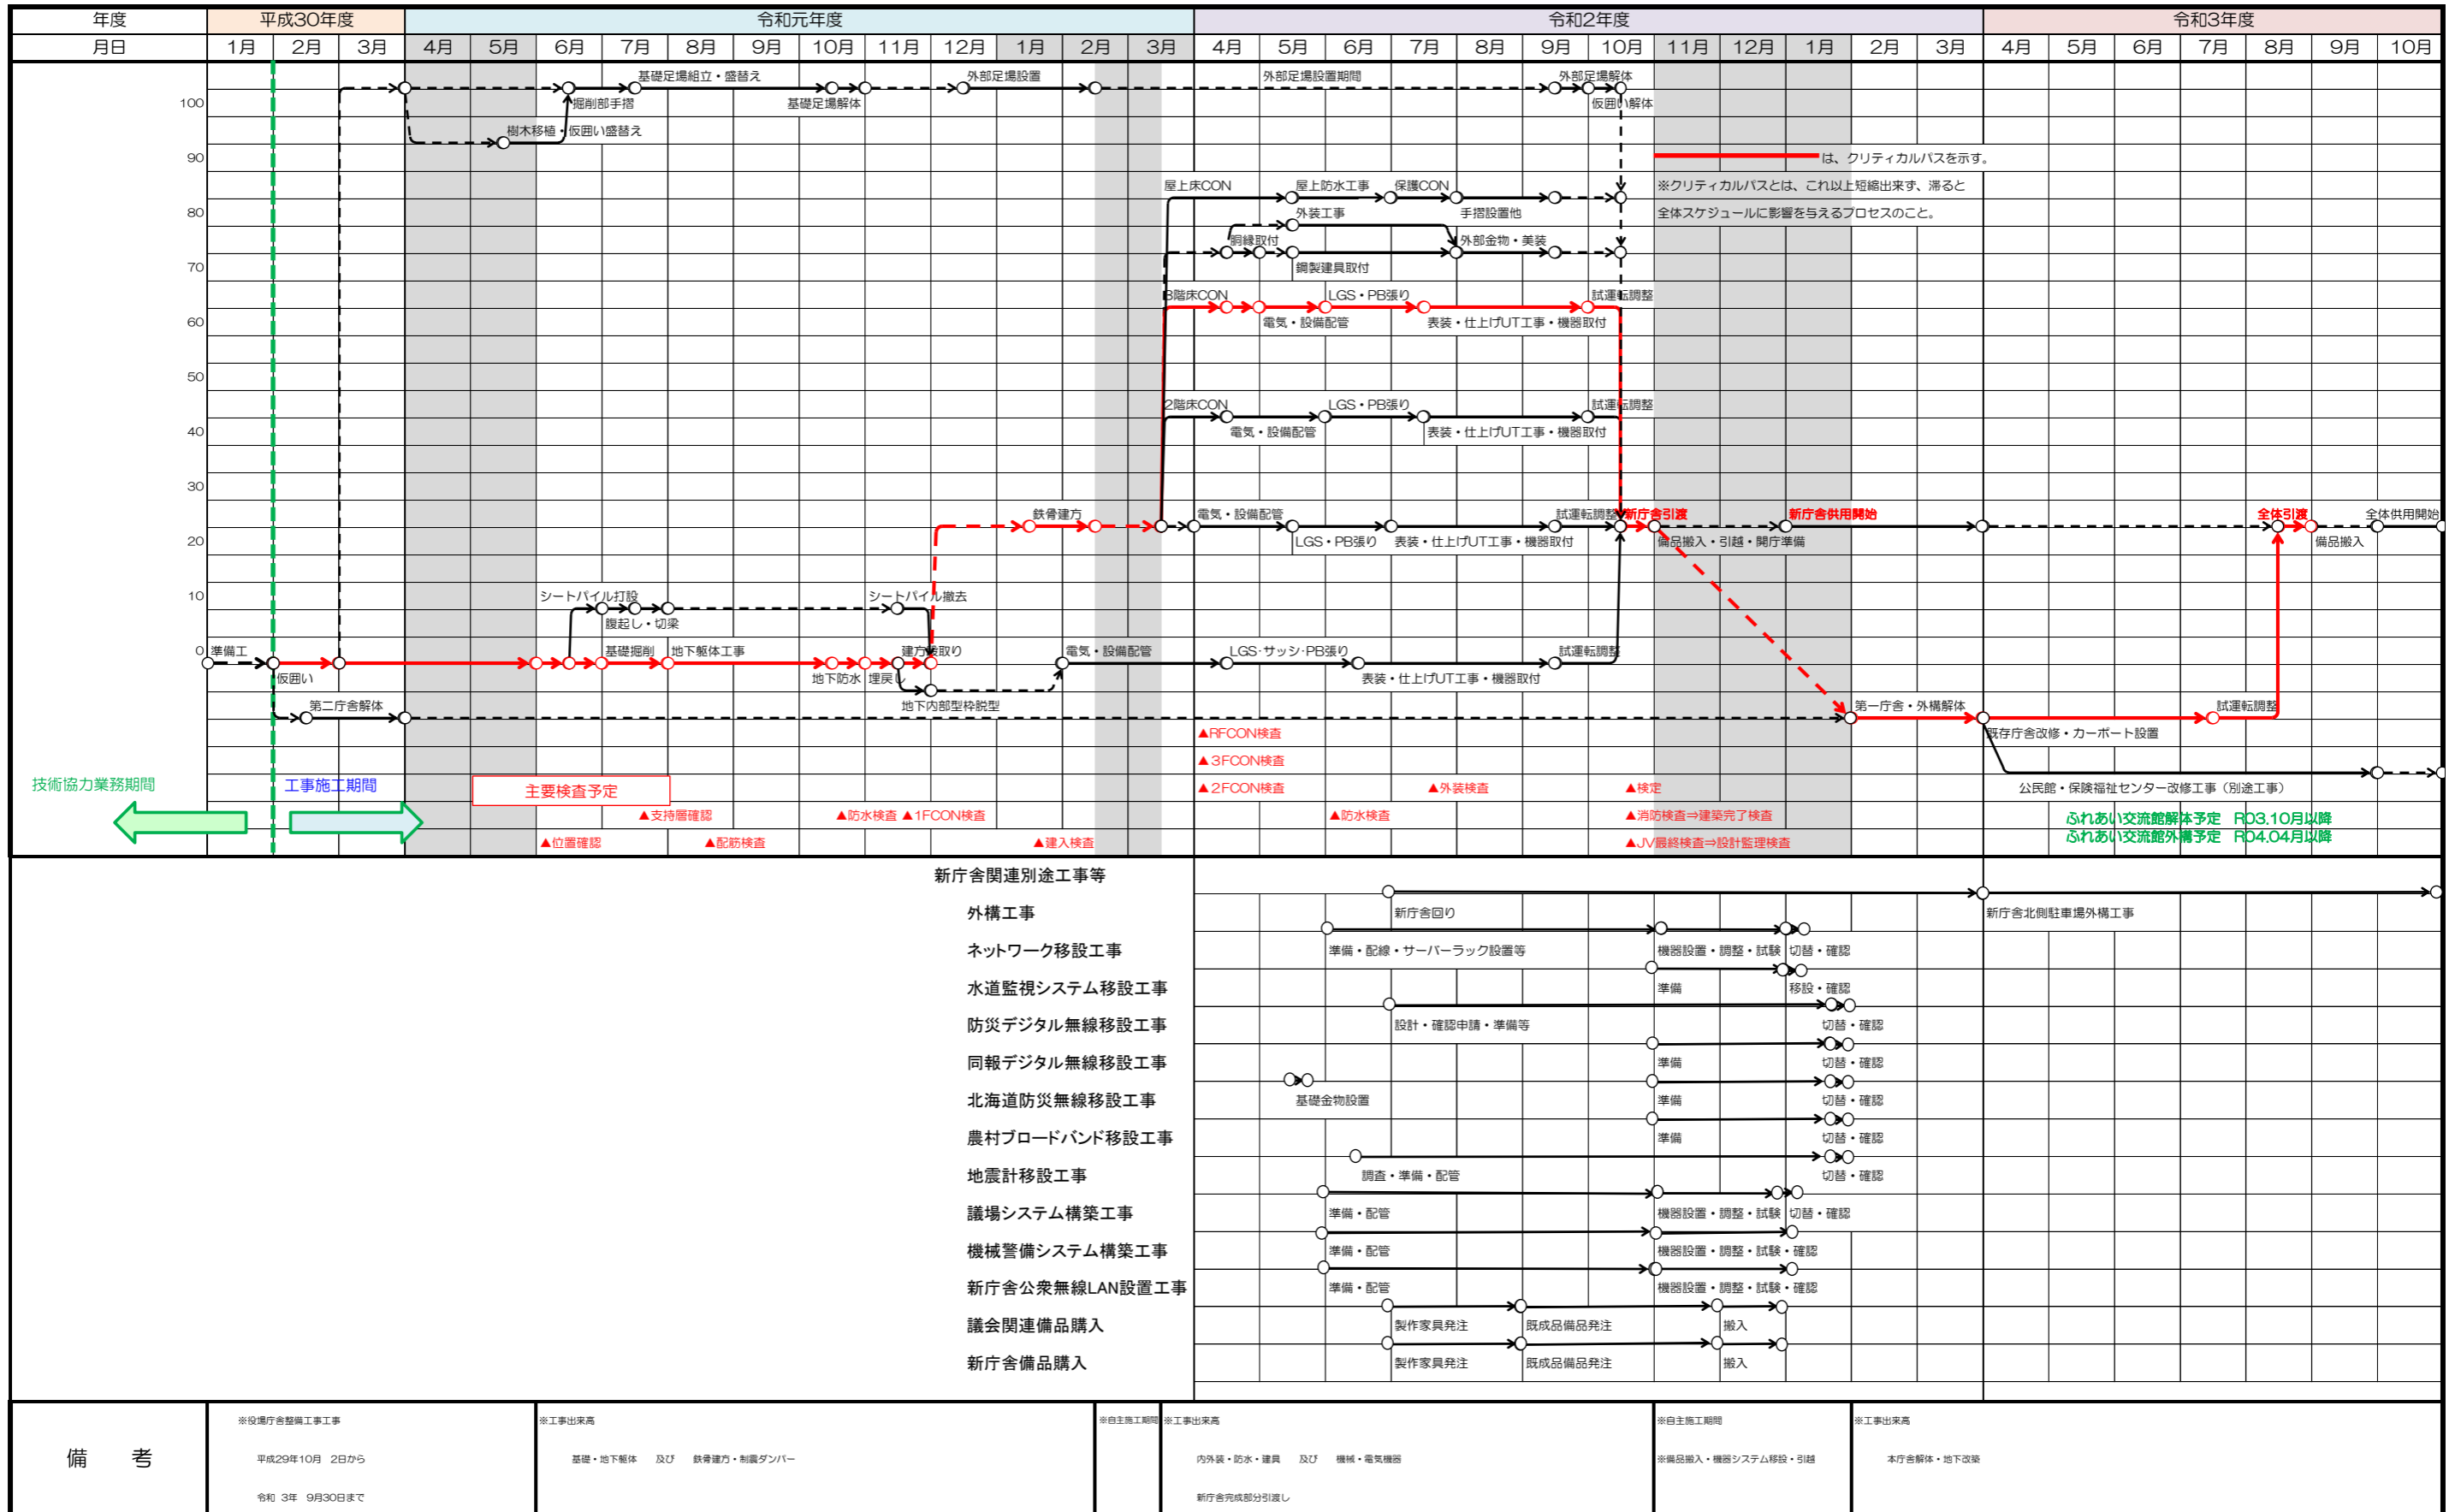 年度 平成30年度 令和元年度 令和2年度 令和3年度
月日 1月 2月 3月 4月 5月 6月 7月 8月 9月 10月 11月 12月 1月 2月 3月 4月 5月 6月 7月 8月 9月 10月 11月 12月 1月 2月 3月 4月 5月 6月 7月 8月 9月 10月
基礎足場組立・盛替え 外部足場設置 外部足場設置期間 外部足場解体
100 掘削部手摺 基礎足場解体 仮囲い解体
樹木移植・仮囲い盛替え
90 は、クリティカルパスを示す。
屋上床CON 屋上防水工事 保護CON ※クリティカルパスとは、これ以上短縮出来ず、滞ると
80 外装工事 手摺設置他 全体スケジュールに影響を与えるプロセスのこと。
胴縁取付 外部金物・美装
70 鋼製建具取付
3階床CON LGS・PB張り 試運転調整
60 電気・設備配管 表装・仕上げUT工事・機器取付
50
2階床CON LGS・PB張り 試運転調整
40 電気・設備配管 表装・仕上げUT工事・機器取付
30
鉄骨建方 電気・設備配管 試運転調整 新庁舎引渡 新庁舎供用開始 全体引渡 全体供用開始
20 LGS・PB張り 表装・仕上げUT工事・機器取付 備品搬入・引越・開庁準備 備品搬入
10 シートパイル打設 シートパイル撤去
腹起し・切梁
0 準備工 基礎掘削 地下躯体工事 建方段取り 電気・設備配管 LGS・サッシ・PB張り 試運転調整
仮囲い 地下防水 埋戻し 表装・仕上げUT工事・機器取付
第二庁舎解体 地下内部型枠脱型 第一庁舎・外構解体 試運転調整
▲RFCON検査 既存庁舎改修・カーポート設置
▲3FCON検査
技術協力業務期間 工事施工期間 主要検査予定 ▲2FCON検査 ▲外装検査 ▲検定 公民館・保険福祉センター改修工事（別途工事）
▲支持層確認 ▲防水検査 ▲1FCON検査 ▲防水検査 ▲消防検査⇒建築完了検査 ふれあい交流館解体予定 R03.10月以降
▲位置確認 ▲配筋検査 ▲建入検査 ▲JV最終検査⇒設計監理検査 ふれあい交流館外構予定 R04.04月以降
新庁舎関連別途工事等
外構工事 新庁舎回り 新庁舎北側駐車場外構工事
ネットワーク移設工事 準備・配線・サーバーラック設置等 機器設置・調整・試験 切替・確認
水道監視システム移設工事 準備 移設・確認
防災デジタル無線移設工事 設計・確認申請・準備等 切替・確認
同報デジタル無線移設工事 準備 切替・確認
北海道防災無線移設工事 基礎金物設置 準備 切替・確認
農村ブロードバンド移設工事 準備 切替・確認
地震計移設工事 調査・準備・配管 切替・確認
議場システム構築工事 準備・配管 機器設置・調整・試験 切替・確認
機械警備システム構築工事 準備・配管 機器設置・調整・試験・確認
新庁舎公衆無線LAN設置工事 準備・配管 機器設置・調整・試験・確認
議会関連備品購入 製作家具発注 既成品備品発注 搬入
新庁舎備品購入 製作家具発注 既成品備品発注 搬入
※役場庁舎整備工事工事 ※工事出来高 ※自主施工期間 ※工事出来高 ※自主施工期間 ※工事出来高
備 考 平成29年10月 2日から 基礎・地下躯体 及び 鉄骨建方・制震ダンパー 内外装・防水・建具 及び 機械・電気機器 ※備品搬入・機器システム移設・引越 本庁舎解体・地下改築
令和 3年 9月30日まで 新庁舎完成部分引渡し